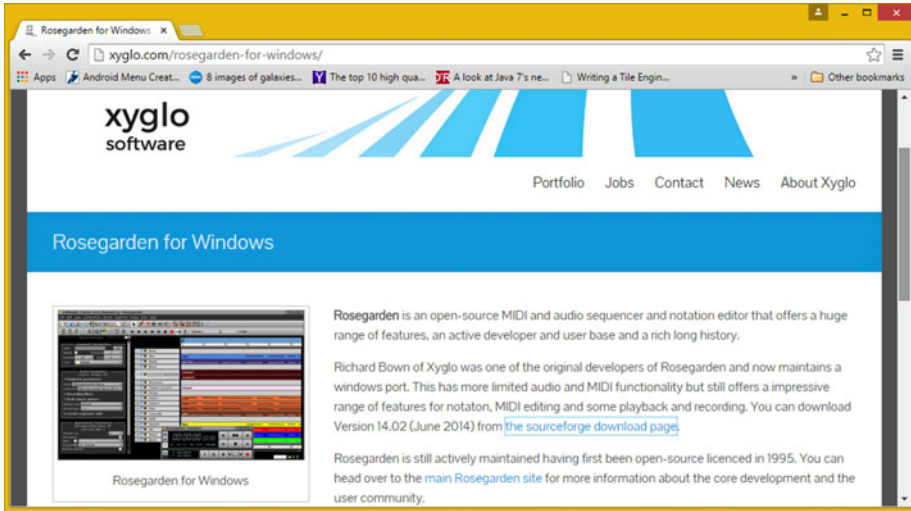 Rosegarden for Windows
xyglo.com/rosegarden-for-windows/
Apps Android Menu Creat... 8 images of galaxies... The top 10 high qua... A look at Java 7's ne... Writing a Tile Engin... » Other bookmarks
xyglo
software
Portfolio Jobs Contact News About Xyglo
Rosegarden for Windows
Rosegarden is an open-source MIDI and audio sequencer and notation editor that offers a huge
range of features, an active developer and user base and a rich long history.
Richard Bown of Xyglo was one of the original developers of Rosegarden and now maintains a
windows port. This has more limited audio and MIDI functionality but still offers a impressive
range of features for notaton, MIDI editing and some playback and recording. You can download
Version 14.02 (June 2014) from the sourceforge download page.
Rosegarden is still actively maintained having first been open-source licenced in 1995. You can
head over to the main Rosegarden site for more information about the core development and the
user community.
Rosegarden for Windows